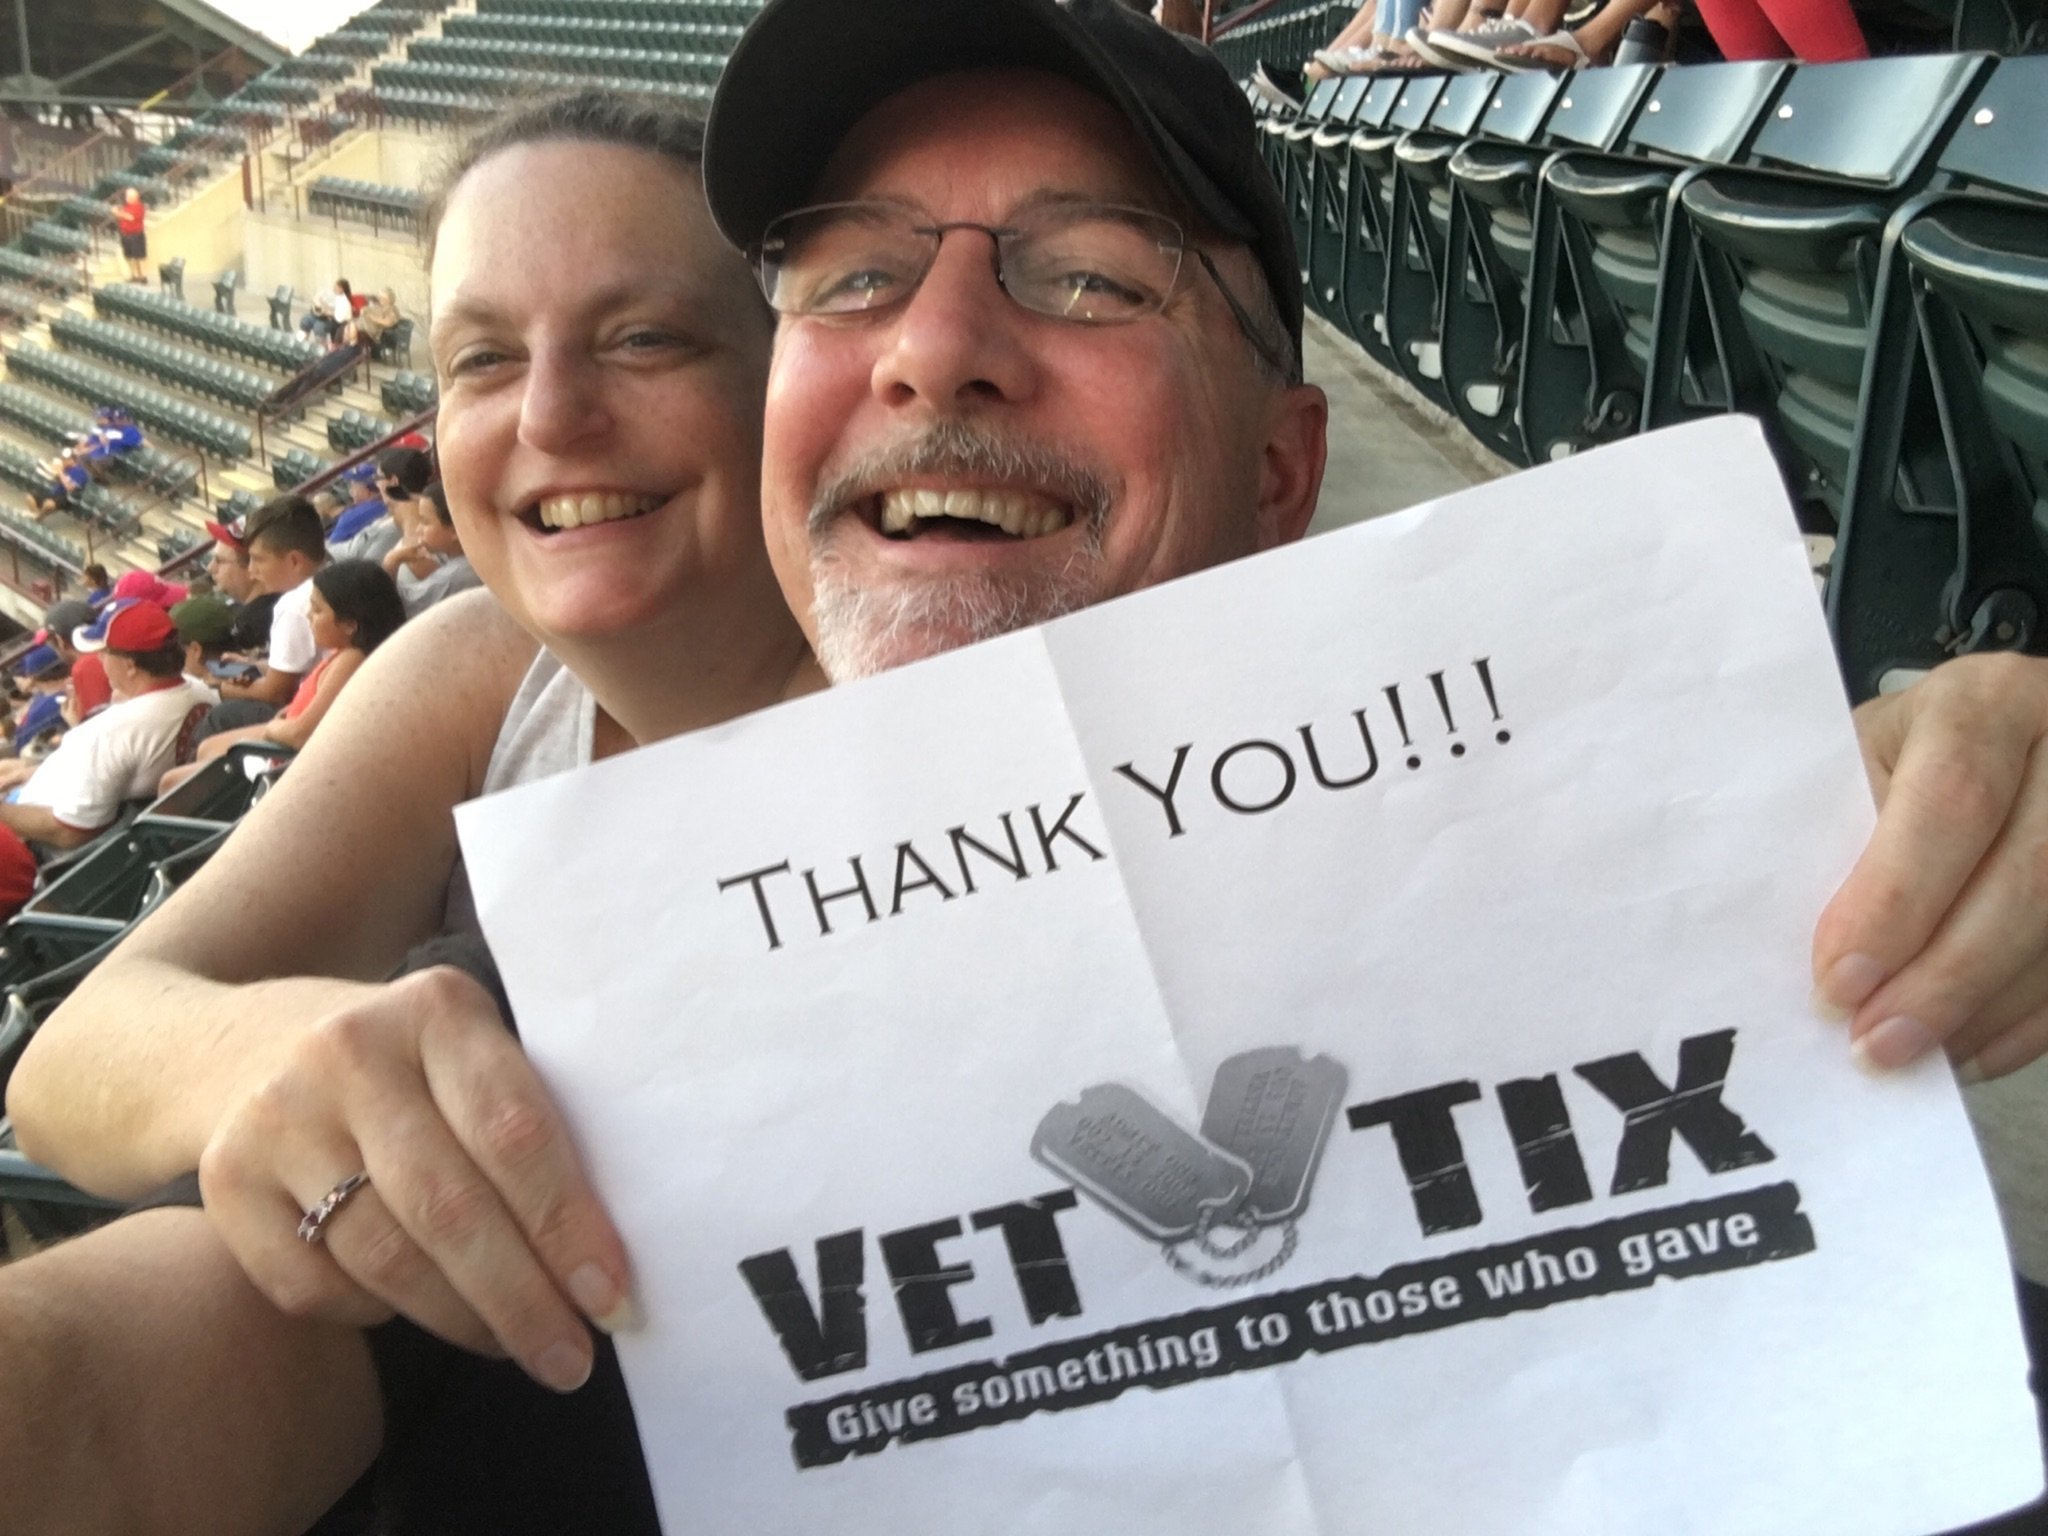 THANK YOU!!!
VET TIX
Give something to those who gave